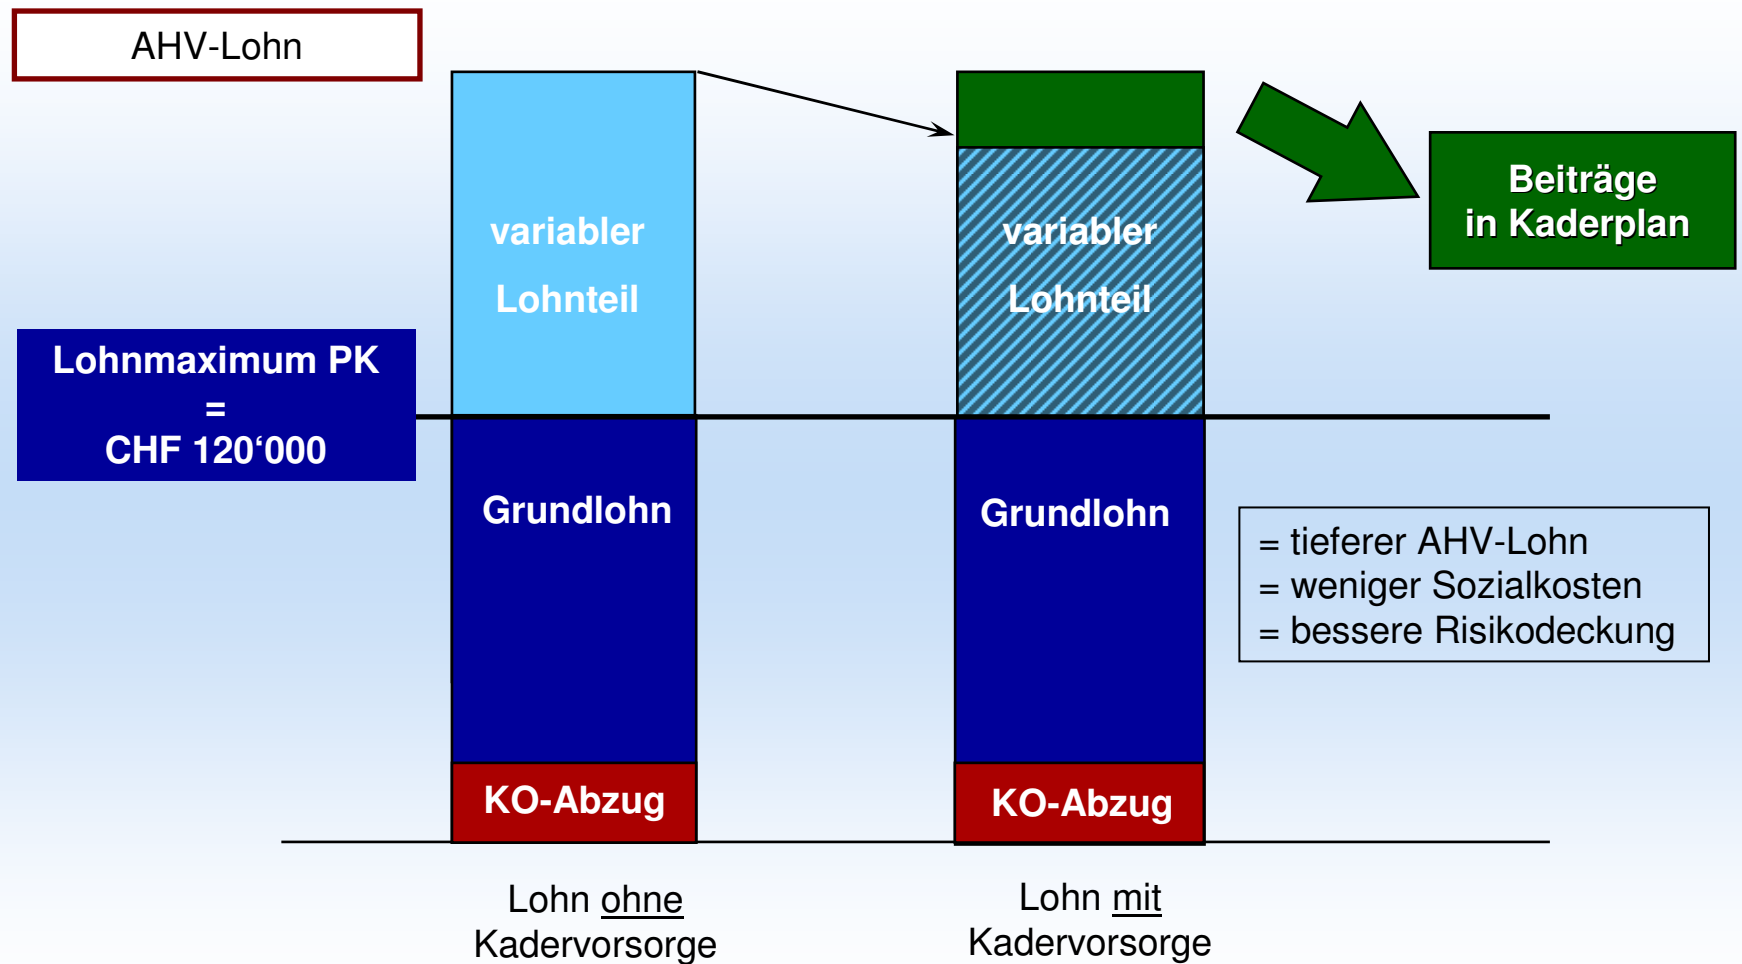 AHV-Lohn
variabler
Lohnteil
variabler
Lohnteil
Beiträge
in Kaderplan
Lohnmaximum PK
=
CHF 120‘000
Grundlohn
Grundlohn
= tieferer AHV-Lohn
= weniger Sozialkosten
= bessere Risikodeckung
KO-Abzug
KO-Abzug
Lohn ohne
Kadervorsorge
Lohn mit
Kadervorsorge